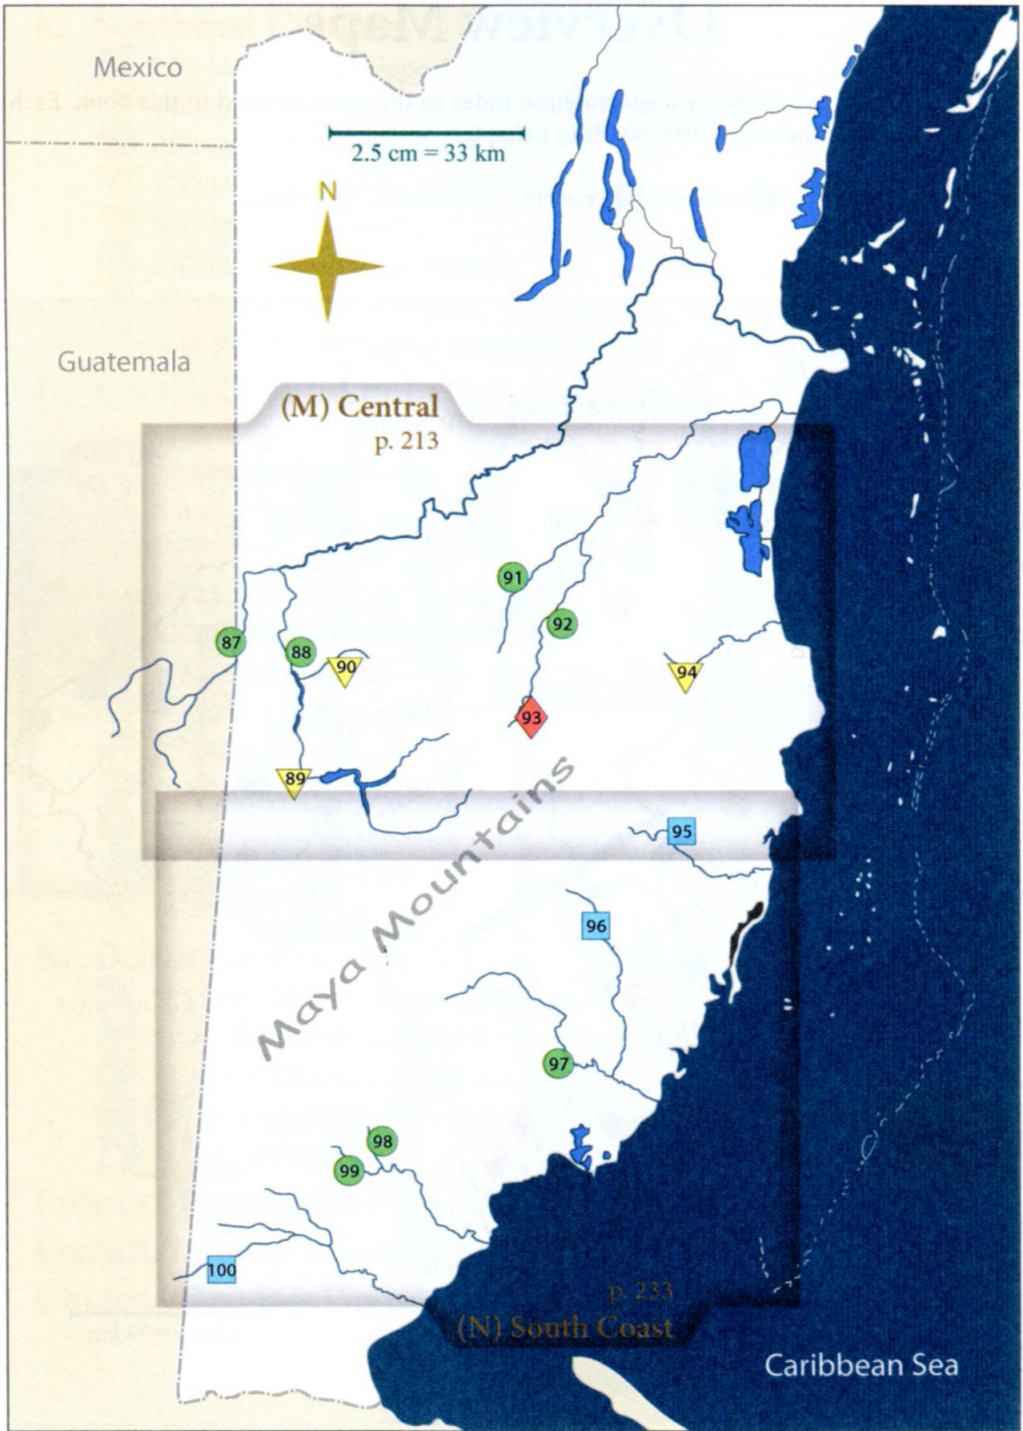 Mexico
2.5 cm = 33 km
N
Guatemala
(M) Central
p. 213
91
92
87
88
90
94
93
89
Maya Mountains
95
96
97
98
99
100
p. 233
(N) South Coast
Caribbean Sea